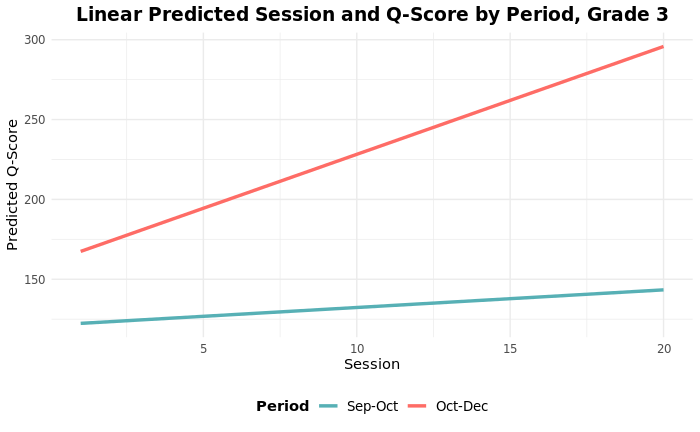 Linear Predicted Session and Q-Score by Period, Grade 3
Predicted Q-Score
300
250
200
150
5 10 15 20
Session
Period Sep-Oct Oct-Dec